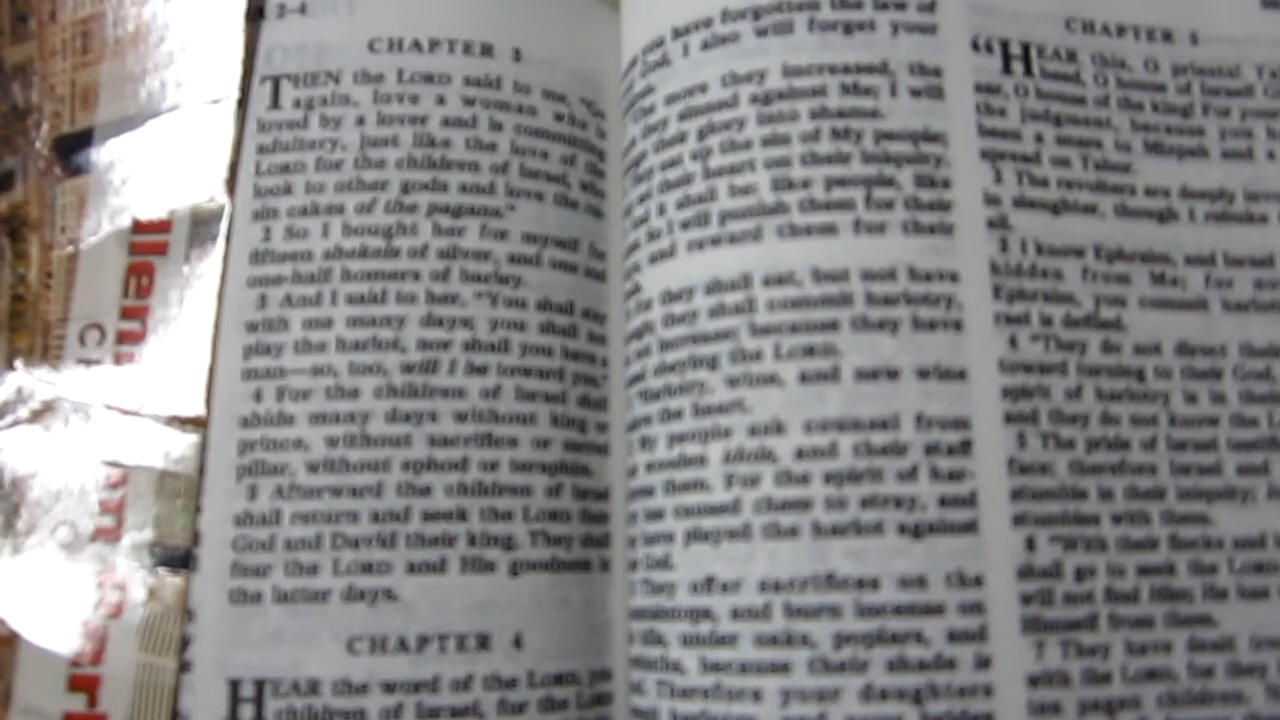 2-4
CHAPTER 3
THEN the LORD said to me, "Go
again, love a woman who is
loved by a lover and is committing
adultery, just like the love of the
LORD for the children of Israel, who
look to other gods and love the
sin cakes of the pagans."
2 So I bought her for myself for
fifteen shekels of silver, and one and
one-half homers of barley.
3 And I said to her, "You shall stay
with me many days; you shall not
play the harlot, nor shall you have a
man—so, too, will I be toward you."
4 For the children of Israel shall
abide many days without king or
prince, without sacrifice or sacred
pillar, without ephod or teraphim.
5 Afterward the children of Israel
shall return and seek the LORD their
God and David their king. They shall
fear the LORD and His goodness in
the latter days.
CHAPTER 4
HEAR the word of the LORD, you
children of Israel, for the LORD
you have forgotten the law of
God, I also will forget your
The more they increased, the
they sinned against Me; I will
their glory into shame.
eat up the sin of My people;
their heart on their iniquity.
it shall be: like people, like
So I will punish them for their
and reward them for their
they shall eat, but not have
they shall commit harlotry,
not increase; because they have
obeying the LORD.
Harlotry, wine, and new wine
the heart.
My people ask counsel from
wooden idols, and their staff
them. For the spirit of har-
has caused them to stray, and
have played the harlot against
God.
They offer sacrifices on the
and burn incense on
hills, under oaks, poplars, and
because their shade is
Therefore your daughters
CHAPTER 5
"HEAR this, O priests!
heed, O house of Israel!
ear, O house of the king! For
the judgment, because you
been a snare to Mizpah and a
spread on Tabor.
2 The revolters are deeply
in slaughter, though I rebuke
all.
3 I know Ephraim, and Israel
hidden from Me; for
Ephraim, you commit
rael is defiled.
4 "They do not direct their
toward turning to their God,
spirit of harlotry is in their
and they do not know the
5 The pride of Israel
face; therefore Israel and
stumble in their iniquity;
stumbles with them.
6 "With their flocks and
shall go to seek the LORD
will not find Him; He has
Himself from them.
7 They have dealt
with the LORD, for they
ten pagan children.